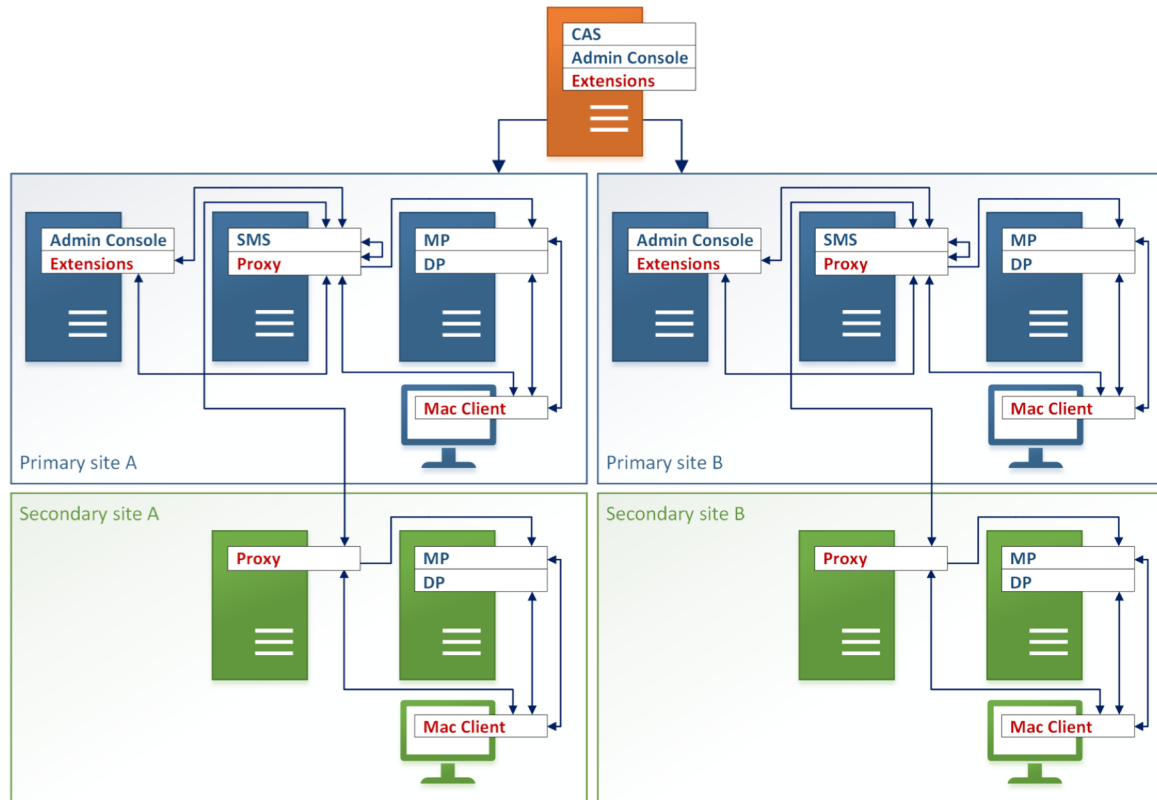 CAS
Admin Console
Extensions
Admin Console
Extensions
SMS
Proxy
MP
DP
Mac Client
Primary site A
Admin Console
Extensions
SMS
Proxy
MP
DP
Mac Client
Primary site B
Secondary site A
Proxy
MP
DP
Mac Client
Secondary site B
Proxy
MP
DP
Mac Client